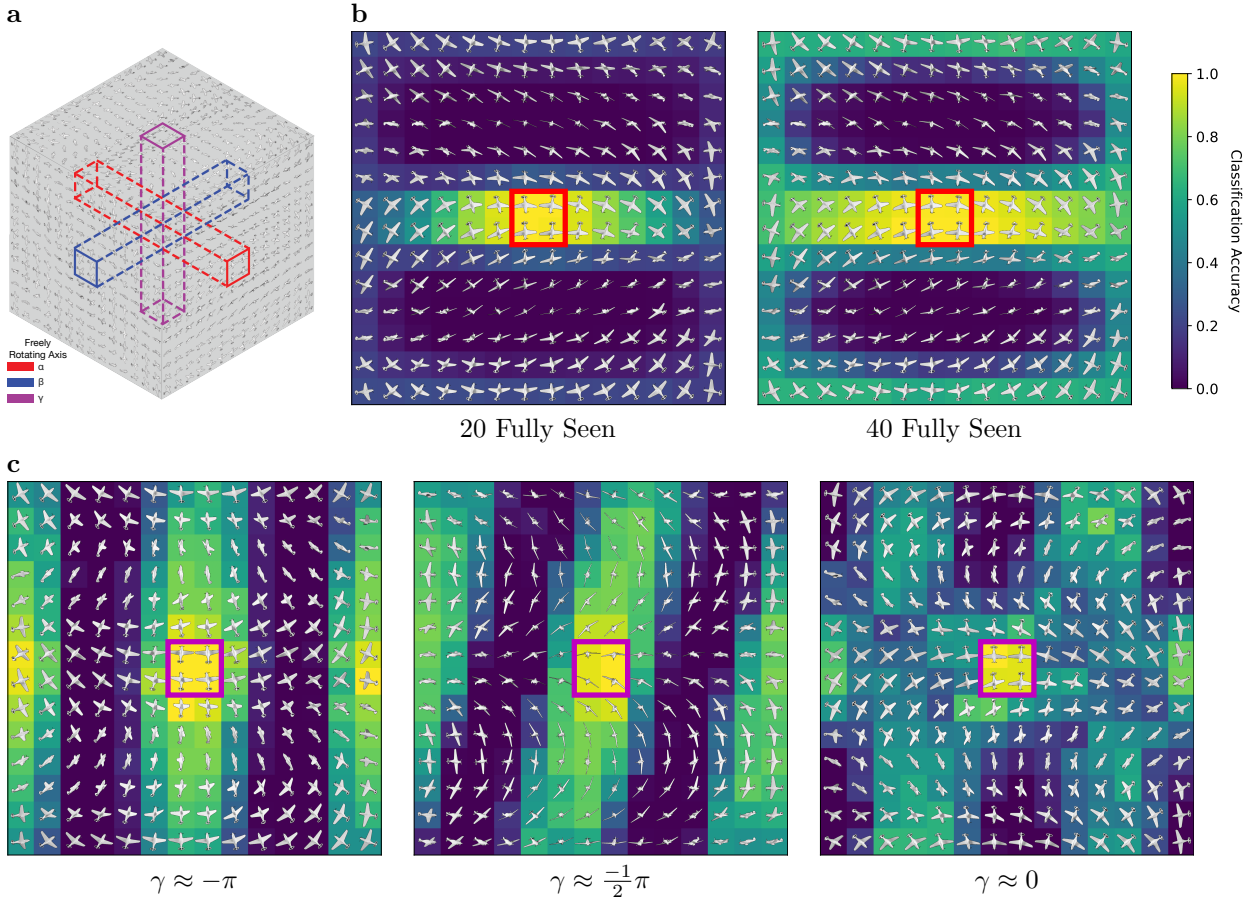 a
Freely
Rotating Axis
α
β
γ
b
20 Fully Seen
40 Fully Seen
1.0
0.8
0.6
0.4
0.2
0.0
Classification Accuracy
c
γ ≈ −π
γ ≈ \frac{-1}{2}π
γ ≈ 0